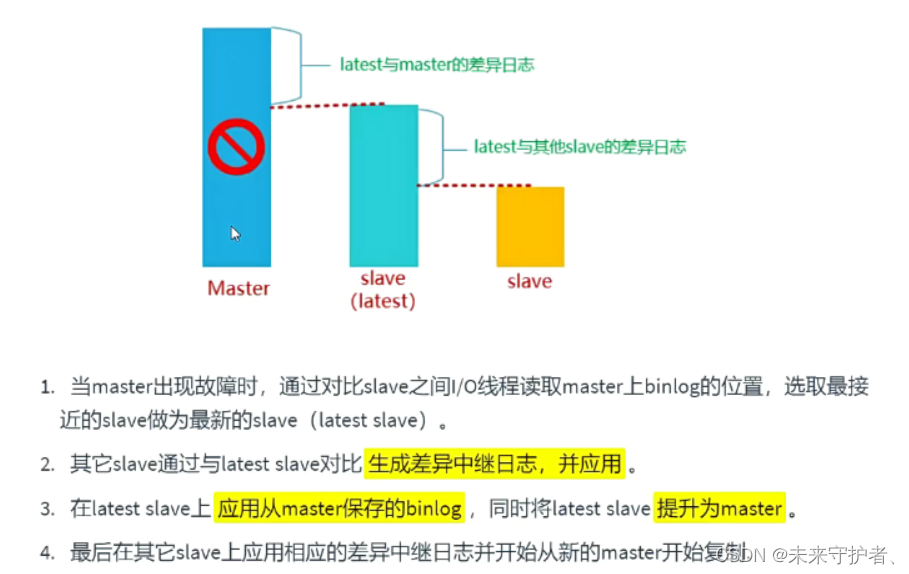 latest与master的差异日志
latest与其他slave的差异日志
Master
slave
(latest)
slave
1. 当master出现故障时，通过对比slave之间I/O线程读取master上binlog的位置，选取最接
近的slave做为最新的slave（latest slave）。
2. 其它slave通过与latest slave对比生成差异中继日志，并应用。
3. 在latest slave上应用从master保存的binlog，同时将latest slave提升为master。
4. 最后在其它slave上应用相应的差异中继日志并开始从新的master开始复制
CSDN @未来守护者、